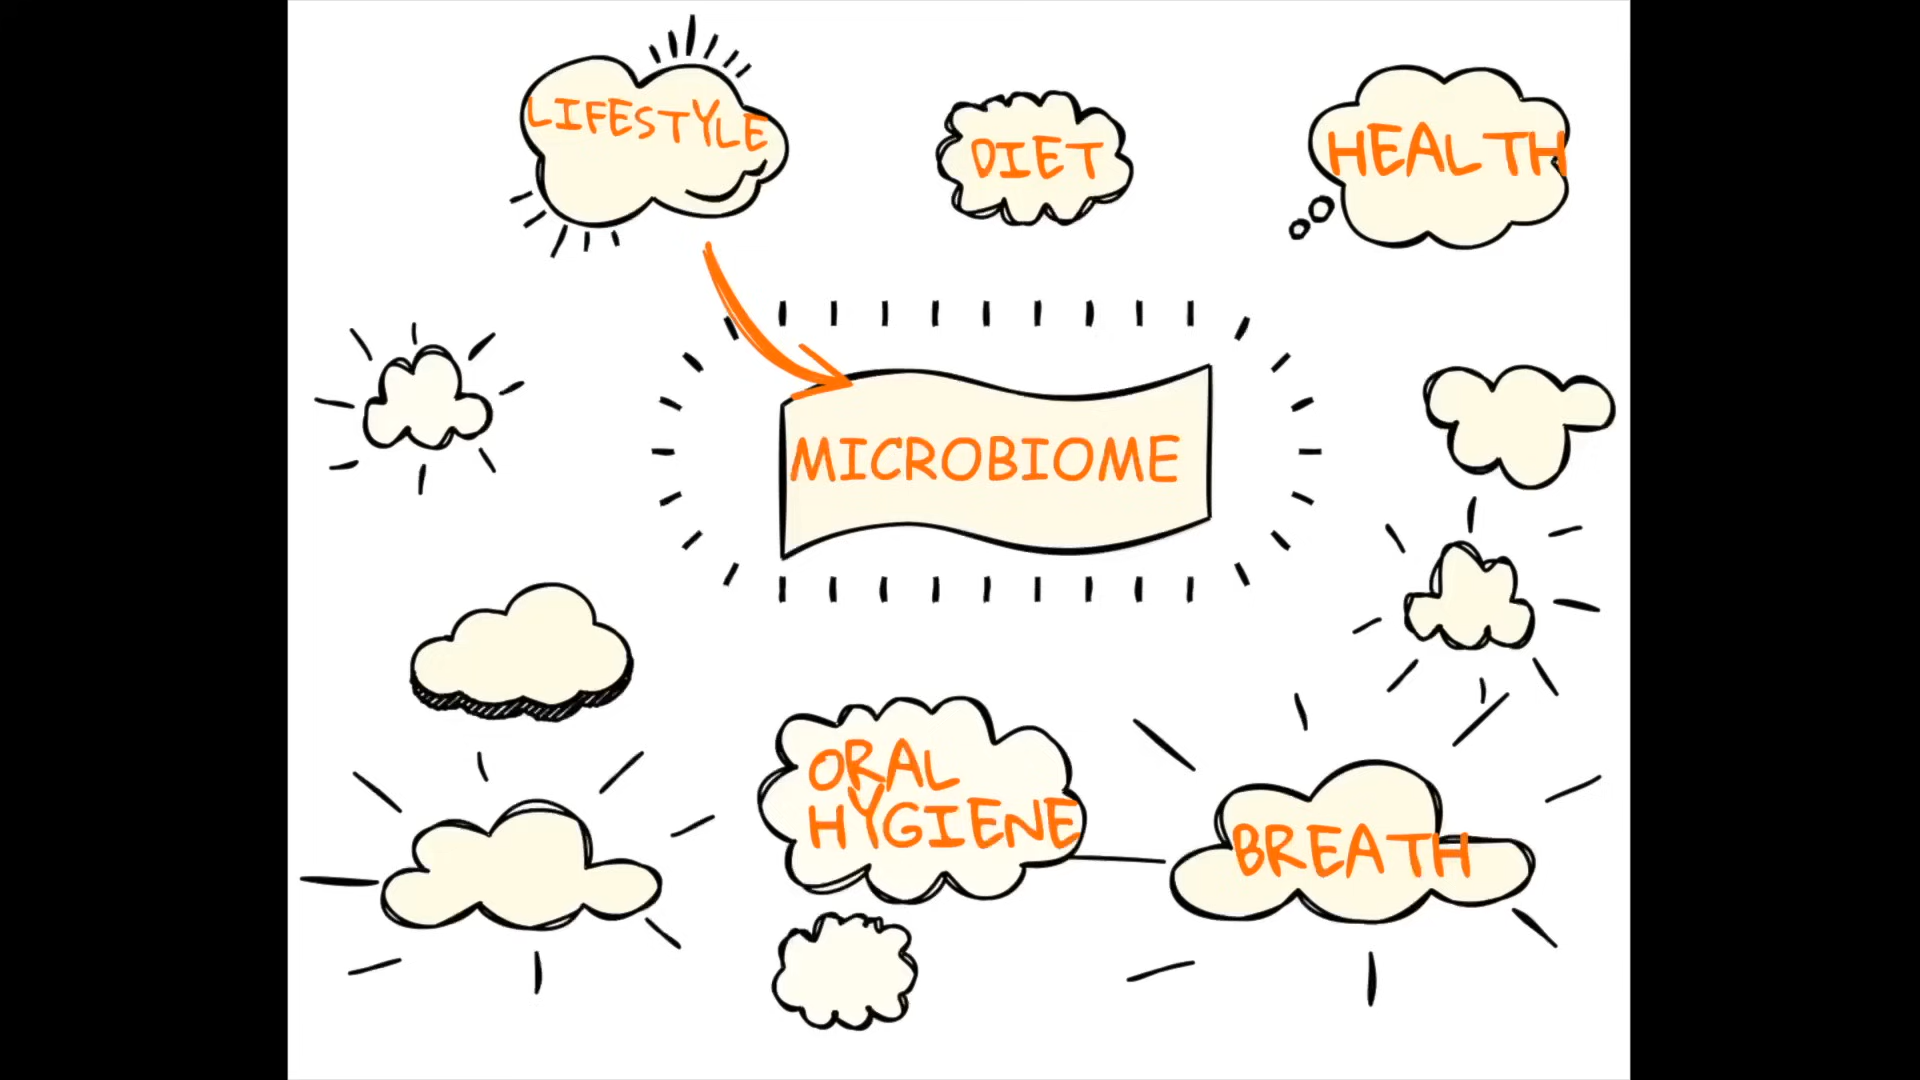 LIFESTYLE
DIET
HEALTH
MICROBIOME
ORAL
HYGIENE
BREATH